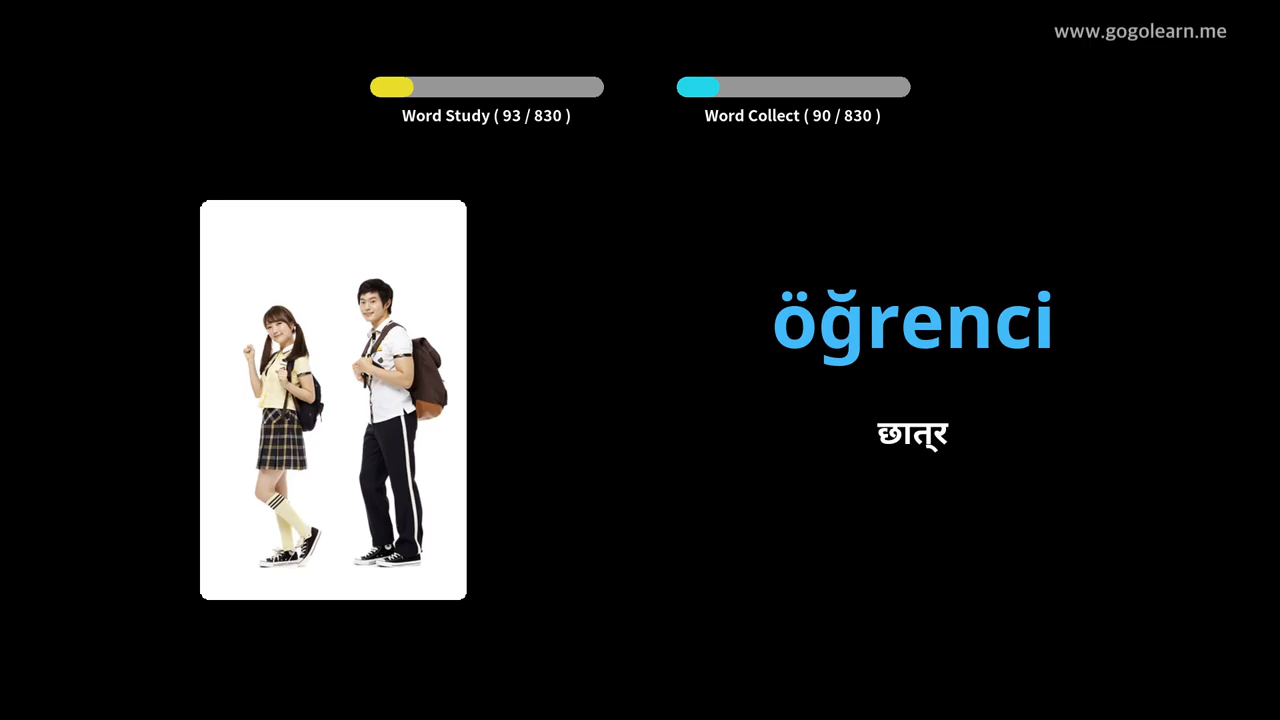 www.gogolearn.me
Word Study ( 93 / 830 )
Word Collect ( 90 / 830 )
öğrenci
छात्र